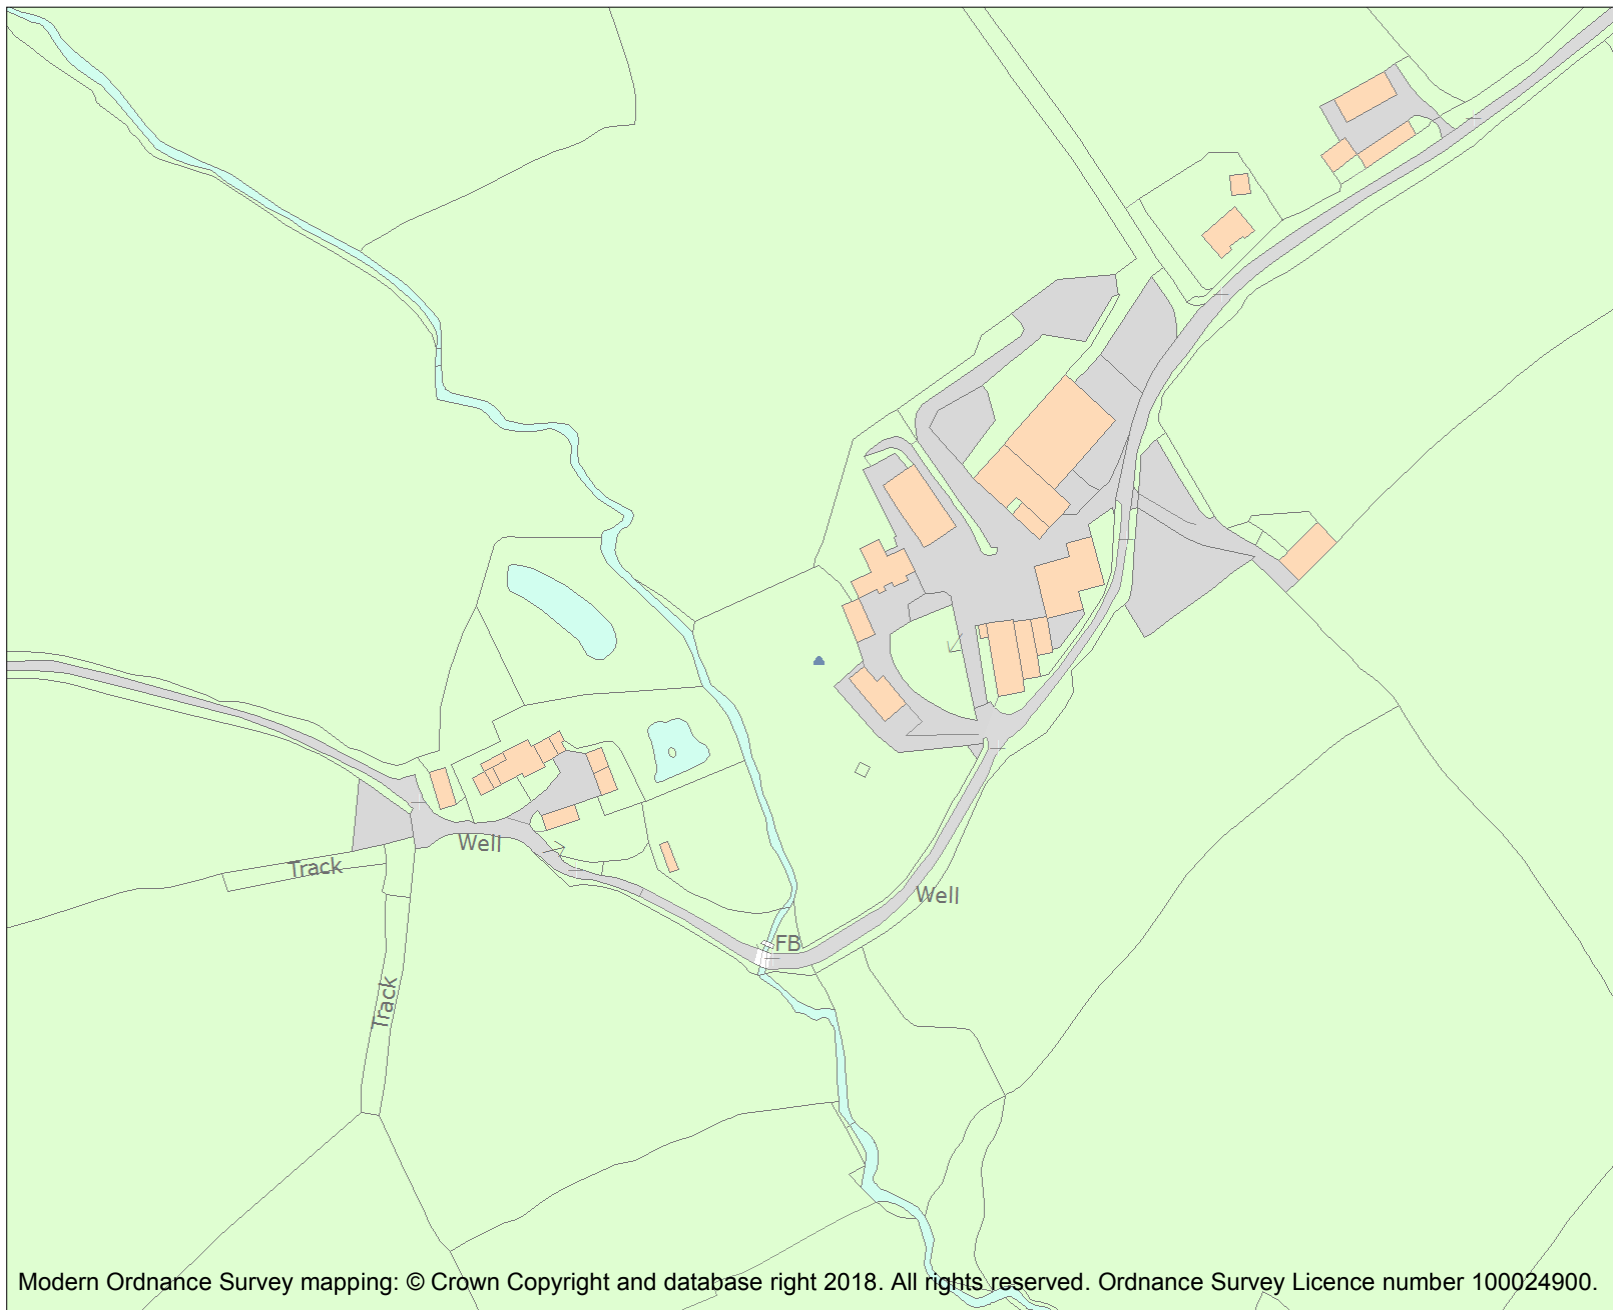 Well
Track
Well
FB
Track
Modern Ordnance Survey mapping: © Crown Copyright and database right 2018. All rights reserved. Ordnance Survey Licence number 100024900.